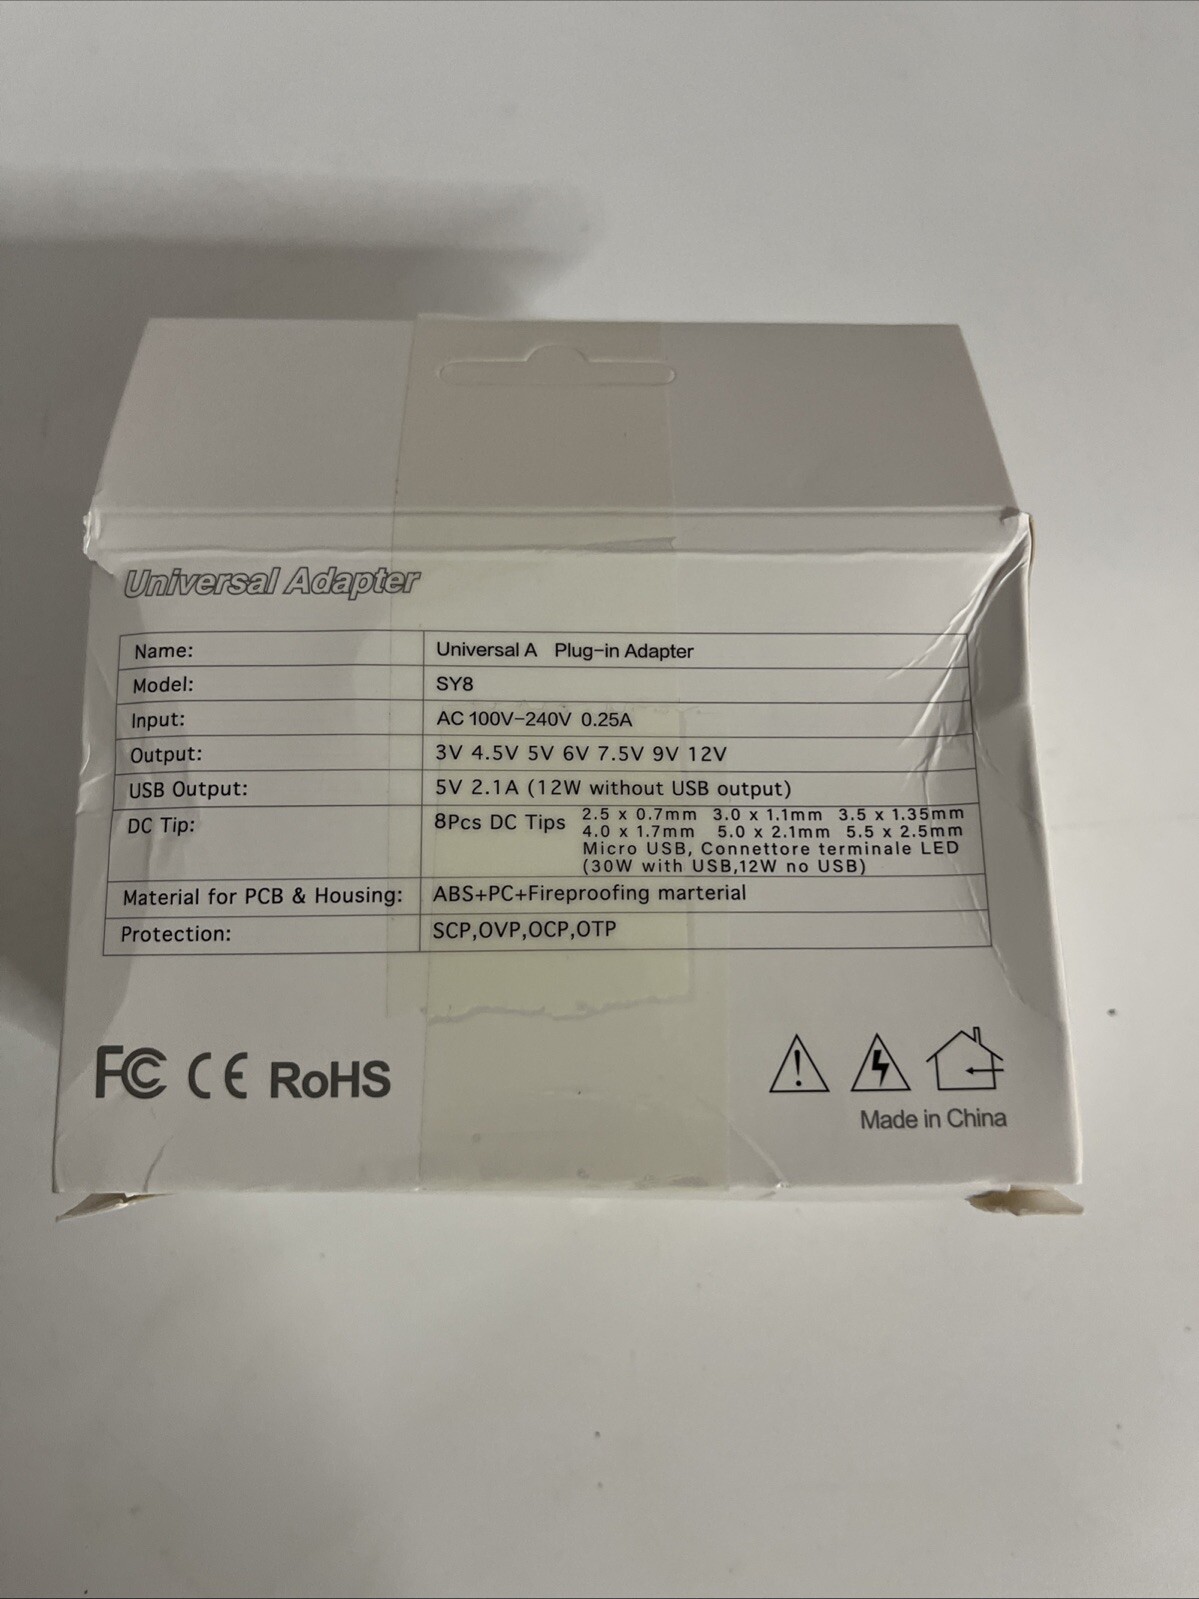 Universal Adapter
Name: Universal A Plug-in Adapter
Model: SY8
Input: AC 100V-240V 0.25A
Output: 3V 4.5V 5V 6V 7.5V 9V 12V
USB Output: 5V 2.1A (12W without USB output)
DC Tip: 8Pcs DC Tips 2.5 x 0.7mm 3.0 x 1.1mm 3.5 x 1.35mm
4.0 x 1.7mm 5.0 x 2.1mm 5.5 x 2.5mm
Micro USB, Connettore terminale LED
(30W with USB,12W no USB)
Material for PCB & Housing: ABS+PC+Fireproofing marterial
Protection: SCP,OVP,OCP,OTP
FC CE RoHS
Made in China